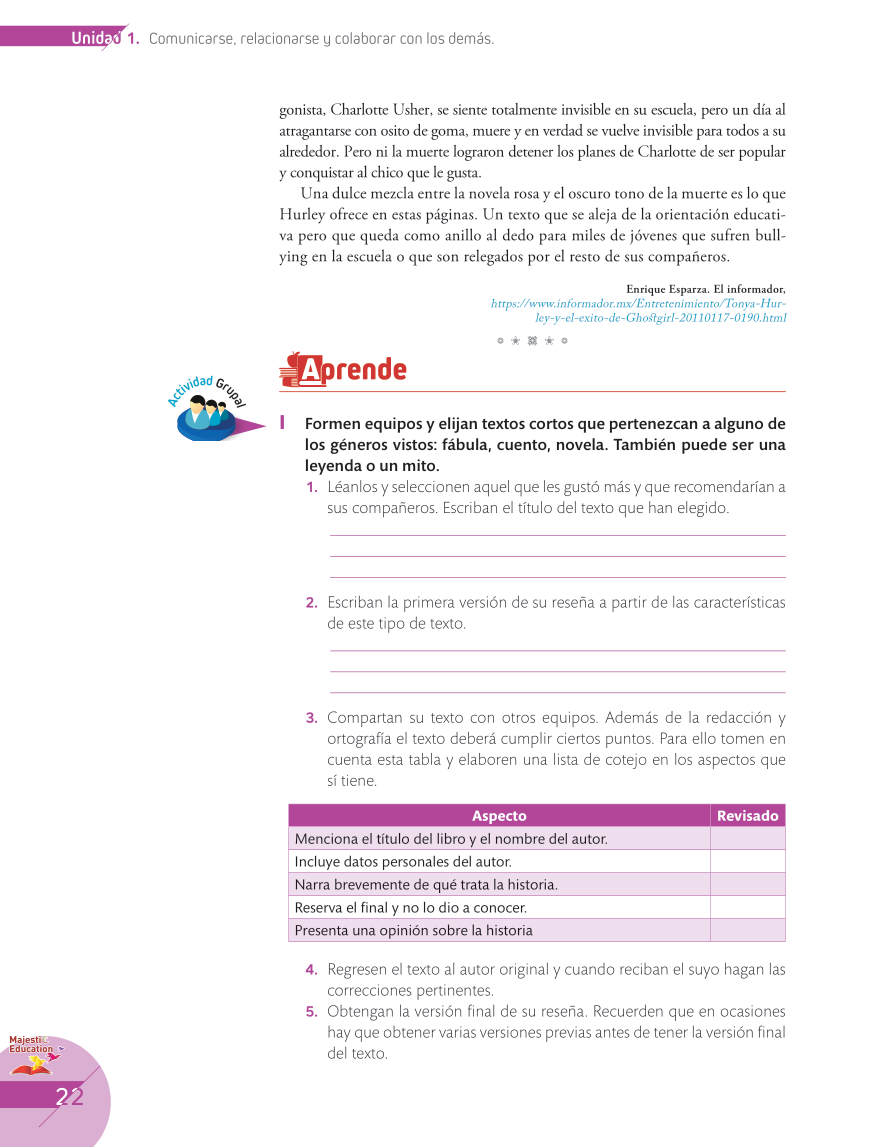 Unidad 1. Comunicarse, relacionarse y colaborar con los demás.
gonista, Charlotte Usher, se siente totalmente invisible en su escuela, pero un día al
atragantarse con osito de goma, muere y en verdad se vuelve invisible para todos a su
alrededor. Pero ni la muerte lograron detener los planes de Charlotte de ser popular
y conquistar al chico que le gusta.
Una dulce mezcla entre la novela rosa y el oscuro tono de la muerte es lo que
Hurley ofrece en estas páginas. Un texto que se aleja de la orientación educati-
va pero que queda como anillo al dedo para miles de jóvenes que sufren bull-
ying en la escuela o que son relegados por el resto de sus compañeros.
Enrique Esparza. El informador,
https://www.informador.mx/Entretenimiento/Tonya-Hur-
ley-y-el-exito-de-Ghostgirl-20110117-0190.html
Aprende
Actividad Grupal
I Formen equipos y elijan textos cortos que pertenezcan a alguno de
los géneros vistos: fábula, cuento, novela. También puede ser una
leyenda o un mito.
1. Léanlos y seleccionen aquel que les gustó más y que recomendarían a
sus compañeros. Escriban el título del texto que han elegido.
2. Escriban la primera versión de su reseña a partir de las características
de este tipo de texto.
3. Compartan su texto con otros equipos. Además de la redacción y
ortografía el texto deberá cumplir ciertos puntos. Para ello tomen en
cuenta esta tabla y elaboren una lista de cotejo en los aspectos que
sí tiene.
Aspecto Revisado
Menciona el título del libro y el nombre del autor.
Incluye datos personales del autor.
Narra brevemente de qué trata la historia.
Reserva el final y no lo dio a conocer.
Presenta una opinión sobre la historia
4. Regresen el texto al autor original y cuando reciban el suyo hagan las
correcciones pertinentes.
5. Obtengan la versión final de su reseña. Recuerden que en ocasiones
hay que obtener varias versiones previas antes de tener la versión final
del texto.
Majestic
Education
22